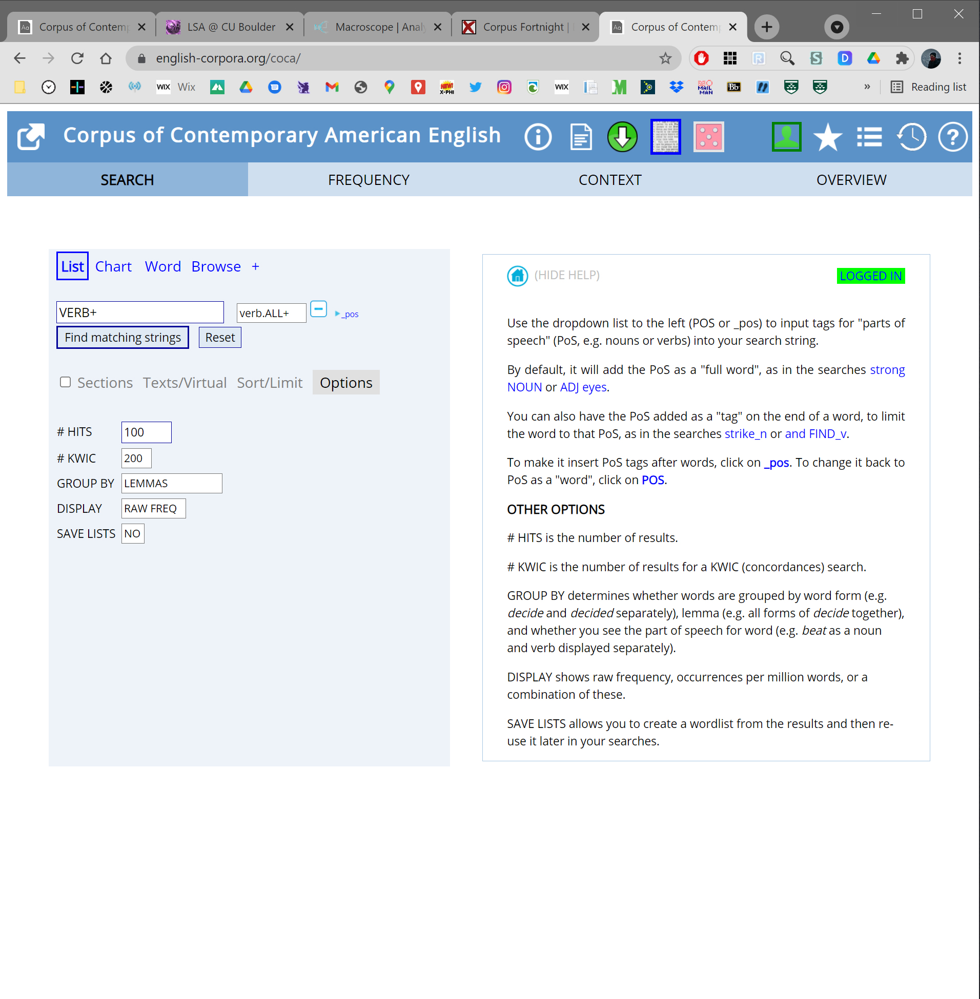 Corpus of Contemp
LSA @ CU Boulder
Macroscope | Analy
Corpus Fortnight |
Corpus of Contemp
english-corpora.org/coca/
WIX Wix
NEW! X-PHI
WIX
MAIL MAN
Bb
» Reading list
Corpus of Contemporary American English
SEARCH FREQUENCY CONTEXT OVERVIEW
List Chart Word Browse +
VERB+ verb.ALL+ _pos
Find matching strings Reset
Sections Texts/Virtual Sort/Limit Options
# HITS 100
# KWIC 200
GROUP BY LEMMAS
DISPLAY RAW FREQ
SAVE LISTS NO
(HIDE HELP) LOGGED IN
Use the dropdown list to the left (POS or _pos) to input tags for "parts of
speech" (PoS, e.g. nouns or verbs) into your search string.
By default, it will add the PoS as a "full word", as in the searches strong
NOUN or ADJ eyes.
You can also have the PoS added as a "tag" on the end of a word, to limit
the word to that PoS, as in the searches strike_n or and FIND_v.
To make it insert PoS tags after words, click on _pos. To change it back to
PoS as a "word", click on POS.
OTHER OPTIONS
# HITS is the number of results.
# KWIC is the number of results for a KWIC (concordances) search.
GROUP BY determines whether words are grouped by word form (e.g.
decide and decided separately), lemma (e.g. all forms of decide together),
and whether you see the part of speech for word (e.g. beat as a noun
and verb displayed separately).
DISPLAY shows raw frequency, occurrences per million words, or a
combination of these.
SAVE LISTS allows you to create a wordlist from the results and then re-
use it later in your searches.